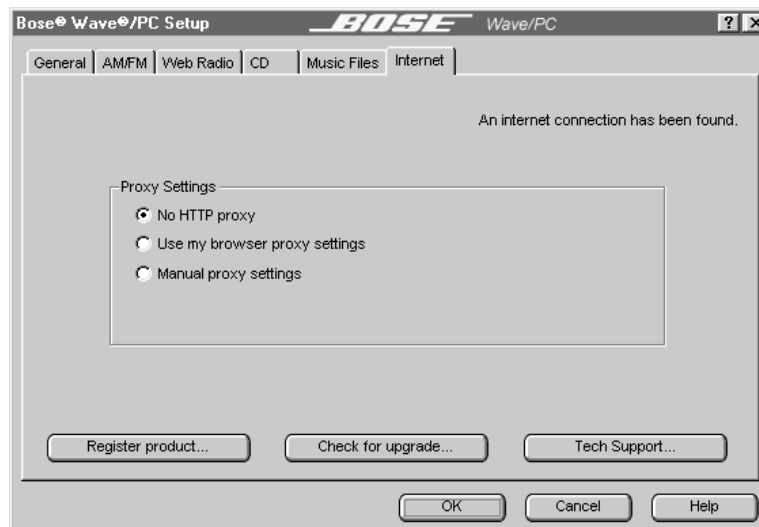 Bose® Wave®/PC Setup BOSE Wave/PC ? X
General AM/FM Web Radio CD Music Files Internet
An internet connection has been found.
Proxy Settings
No HTTP proxy
Use my browser proxy settings
Manual proxy settings
Register product... Check for upgrade... Tech Support...
OK Cancel Help